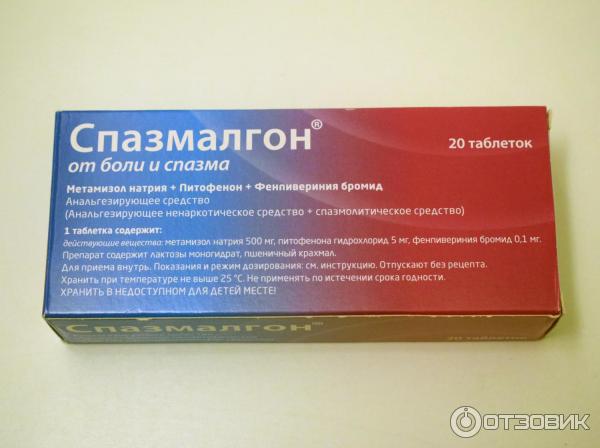 Спазмалгон®
от боли и спазма
20 таблеток
Метамизол натрия + Питофенон + Фенпивериния бромид
Анальгезирующее средство
(Анальгезирующее ненаркотическое средство + спазмолитическое средство)
1 таблетка содержит:
действующие вещества: метамизол натрия 500 мг, питофенона гидрохлорид 5 мг, фенпивериния бромид 0,1 мг.
Препарат содержит лактозы моногидрат, пшеничный крахмал.
Для приема внутрь. Показания и режим дозирования: см. инструкцию. Отпускают без рецепта.
Хранить при температуре не выше 25 °С. Не применять по истечении срока годности.
ХРАНИТЬ В НЕДОСТУПНОМ ДЛЯ ДЕТЕЙ МЕСТЕ!
Спазмалгон®
20 таблеток
ОТЗОВИК